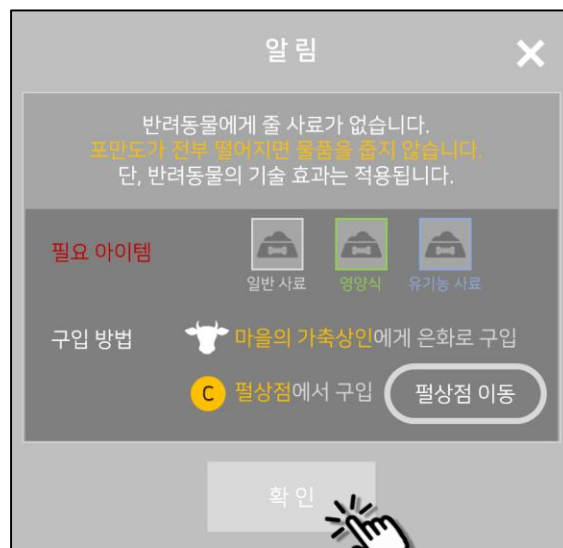 알 림
반려동물에게 줄 사료가 없습니다.
포만도가 전부 떨어지면 물품을 줍지 않습니다.
단, 반려동물의 기술 효과는 적용됩니다.
필요 아이템
일반 사료 영양식 유기농 사료
구입 방법 마을의 가축상인에게 은화로 구입
C 펄상점에서 구입 펄상점 이동
확 인